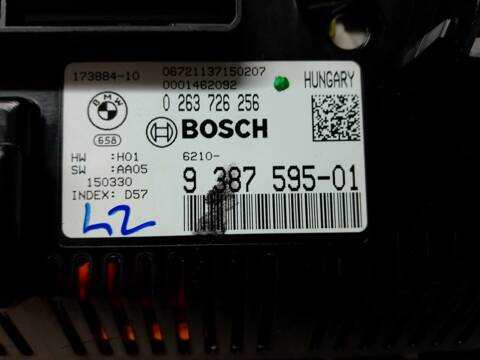 173884-10
06721137150207
0001462092
HUNGARY
BMW
0 263 726 256
BOSCH
658
HW :H01
6210-
SW :AA05
9 387 595-01
150330
INDEX: D57
42